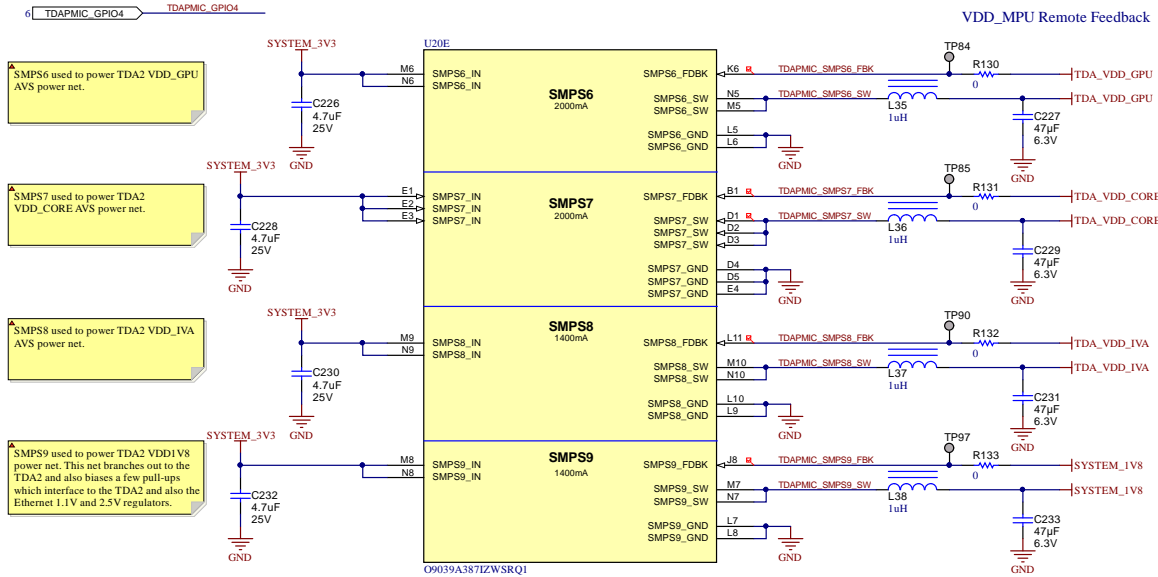 6 TDAPMIC_GPIO4 TDAPMIC_GPIO4
VDD_MPU Remote Feedback
SMPS6 used to power TDA2 VDD_GPU
AVS power net.
SYSTEM_3V3
C226
4.7uF
25V
GND
U20E
M6 SMPS6_IN
N6 SMPS6_IN
SMPS6
2000mA
SMPS6_FDBK K6 TDAPMIC_SMPS6_FBK
SMPS6_SW N5 TDAPMIC_SMPS6_SW
SMPS6_SW M5
SMPS6_GND L5
SMPS6_GND L6
GND
TP84
R130
0
TDA_VDD_GPU
L35
1uH
TDA_VDD_GPU
C227
47µF
6.3V
GND
SMPS7 used to power TDA2
VDD_CORE AVS power net.
SYSTEM_3V3
C228
4.7uF
25V
GND
E1 SMPS7_IN
E2 SMPS7_IN
E3 SMPS7_IN
SMPS7
2000mA
SMPS7_FDBK B1 TDAPMIC_SMPS7_FBK
SMPS7_SW D1 TDAPMIC_SMPS7_SW
SMPS7_SW D2
SMPS7_SW D3
SMPS7_GND D4
SMPS7_GND D5
SMPS7_GND E4
GND
TP85
R131
0
TDA_VDD_CORE
L36
1uH
TDA_VDD_CORE
C229
47µF
6.3V
GND
SMPS8 used to power TDA2 VDD_IVA
AVS power net.
SYSTEM_3V3
C230
4.7uF
25V
GND
M9 SMPS8_IN
N9 SMPS8_IN
SMPS8
1400mA
SMPS8_FDBK L11 TDAPMIC_SMPS8_FBK
SMPS8_SW M10 TDAPMIC_SMPS8_SW
SMPS8_SW N10
SMPS8_GND L10
SMPS8_GND L9
GND
TP90
R132
0
TDA_VDD_IVA
L37
1uH
TDA_VDD_IVA
C231
47µF
6.3V
GND
SMPS9 used to power TDA2 VDD1V8
power net. This net branches out to the
TDA2 and also biases a few pull-ups
which interface to the TDA2 and also the
Ethernet 1.1V and 2.5V regulators.
SYSTEM_3V3
C232
4.7uF
25V
GND
M8 SMPS9_IN
N8 SMPS9_IN
SMPS9
1400mA
SMPS9_FDBK J8 TDAPMIC_SMPS9_FBK
SMPS9_SW M7 TDAPMIC_SMPS9_SW
SMPS9_SW N7
SMPS9_GND L7
SMPS9_GND L8
GND
TP97
R133
0
SYSTEM_1V8
L38
1uH
SYSTEM_1V8
C233
47µF
6.3V
GND
O9039A387IZWSRQ1